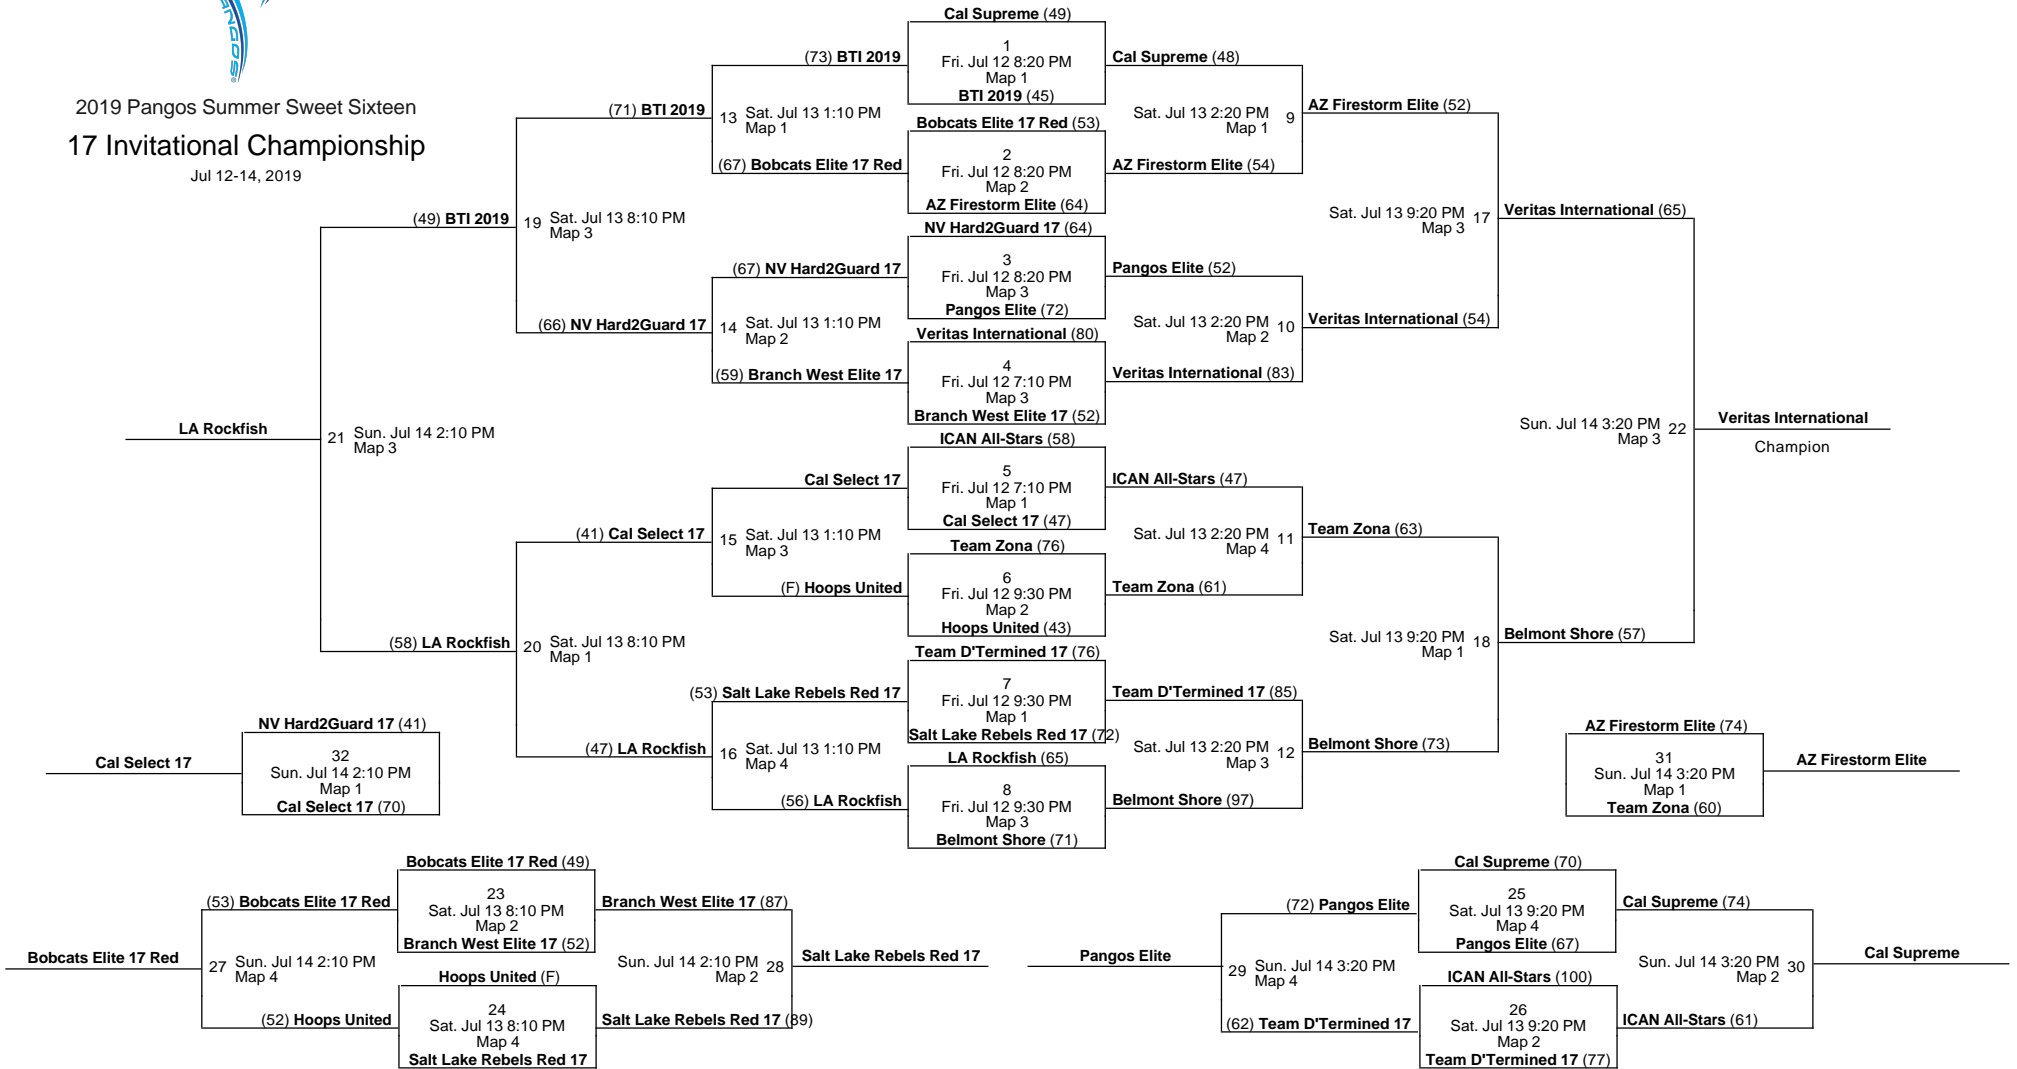 PANGOS
2019 Pangos Summer Sweet Sixteen
17 Invitational Championship
Jul 12-14, 2019
Cal Supreme (49)
1
Fri. Jul 12 8:20 PM
Map 1
BTI 2019 (45)
Bobcats Elite 17 Red (53)
2
Fri. Jul 12 8:20 PM
Map 2
AZ Firestorm Elite (64)
NV Hard2Guard 17 (64)
3
Fri. Jul 12 8:20 PM
Map 3
Pangos Elite (72)
Veritas International (80)
4
Fri. Jul 12 7:10 PM
Map 3
Branch West Elite 17 (52)
ICAN All-Stars (58)
5
Fri. Jul 12 7:10 PM
Map 1
Cal Select 17 (47)
Team Zona (76)
6
Fri. Jul 12 9:30 PM
Map 2
Hoops United (43)
Team D'Termined 17 (76)
7
Fri. Jul 12 9:30 PM
Map 1
Salt Lake Rebels Red 17 (72)
LA Rockfish (65)
8
Fri. Jul 12 9:30 PM
Map 3
Belmont Shore (71)
(73) BTI 2019
13 Sat. Jul 13 1:10 PM
Map 1
(67) Bobcats Elite 17 Red
(67) NV Hard2Guard 17
14 Sat. Jul 13 1:10 PM
Map 2
(59) Branch West Elite 17
Cal Select 17
15 Sat. Jul 13 1:10 PM
Map 3
(F) Hoops United
(53) Salt Lake Rebels Red 17
16 Sat. Jul 13 1:10 PM
Map 4
(56) LA Rockfish
(71) BTI 2019
19 Sat. Jul 13 8:10 PM
Map 3
(66) NV Hard2Guard 17
(41) Cal Select 17
20 Sat. Jul 13 8:10 PM
Map 1
(47) LA Rockfish
(49) BTI 2019
21 Sun. Jul 14 2:10 PM
Map 3
(58) LA Rockfish
LA Rockfish
Cal Supreme (48)
Sat. Jul 13 2:20 PM 9
Map 1
AZ Firestorm Elite (54)
Pangos Elite (52)
Sat. Jul 13 2:20 PM 10
Map 2
Veritas International (83)
ICAN All-Stars (47)
Sat. Jul 13 2:20 PM 11
Map 4
Team Zona (61)
Team D'Termined 17 (85)
Sat. Jul 13 2:20 PM 12
Map 3
Belmont Shore (97)
AZ Firestorm Elite (52)
Sat. Jul 13 9:20 PM 17
Map 3
Veritas International (54)
Team Zona (63)
Sat. Jul 13 9:20 PM 18
Map 1
Belmont Shore (73)
Veritas International (65)
Sun. Jul 14 3:20 PM 22
Map 3
Belmont Shore (57)
Veritas International
Champion
NV Hard2Guard 17 (41)
32
Sun. Jul 14 2:10 PM
Map 1
Cal Select 17 (70)
Cal Select 17
AZ Firestorm Elite (74)
31
Sun. Jul 14 3:20 PM
Map 1
Team Zona (60)
AZ Firestorm Elite
Bobcats Elite 17 Red (49)
23
Sat. Jul 13 8:10 PM
Map 2
Branch West Elite 17 (52)
Hoops United (F)
24
Sat. Jul 13 8:10 PM
Map 4
Salt Lake Rebels Red 17
(53) Bobcats Elite 17 Red
27 Sun. Jul 14 2:10 PM
Map 4
(52) Hoops United
Bobcats Elite 17 Red
Branch West Elite 17 (87)
Sun. Jul 14 2:10 PM 28
Map 2
Salt Lake Rebels Red 17 (89)
Salt Lake Rebels Red 17
Cal Supreme (70)
25
Sat. Jul 13 9:20 PM
Map 4
Pangos Elite (67)
ICAN All-Stars (100)
26
Sat. Jul 13 9:20 PM
Map 2
Team D'Termined 17 (77)
(72) Pangos Elite
29 Sun. Jul 14 3:20 PM
Map 4
(62) Team D'Termined 17
Pangos Elite
Cal Supreme (74)
Sun. Jul 14 3:20 PM 30
Map 2
ICAN All-Stars (61)
Cal Supreme